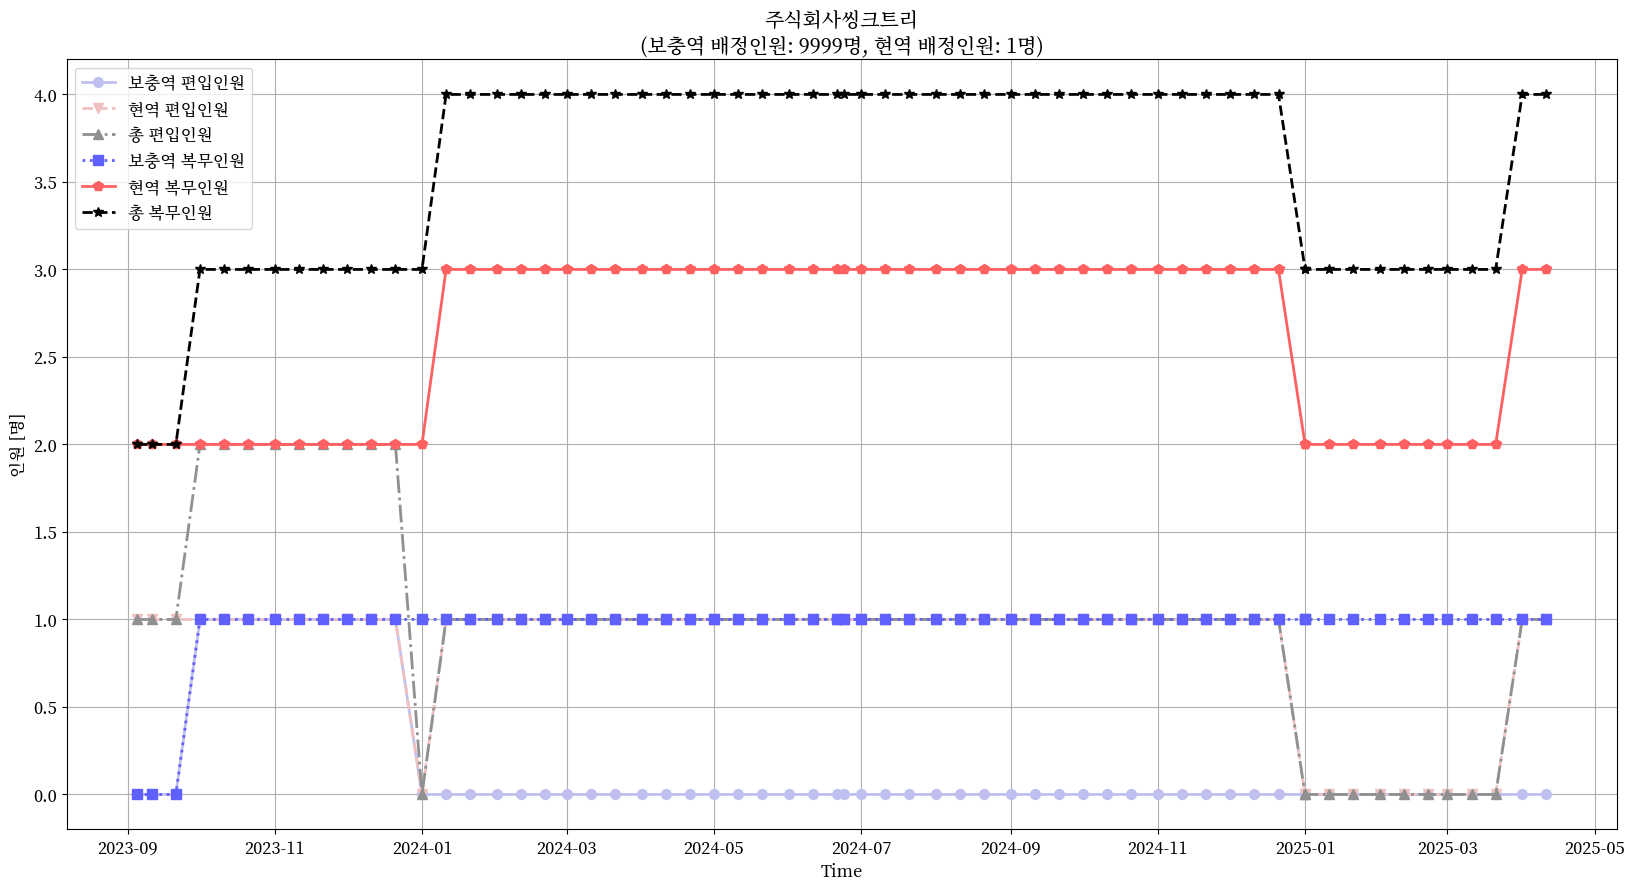 주식회사씽크트리
(보충역 배정인원: 9999명, 현역 배정인원: 1명)
보충역 편입인원
현역 편입인원
총 편입인원
보충역 복무인원
현역 복무인원
총 복무인원
4.0
3.5
3.0
2.5
2.0
1.5
1.0
0.5
0.0
인원 [명]
2023-09 2023-11 2024-01 2024-03 2024-05 2024-07 2024-09 2024-11 2025-01 2025-03 2025-05
Time